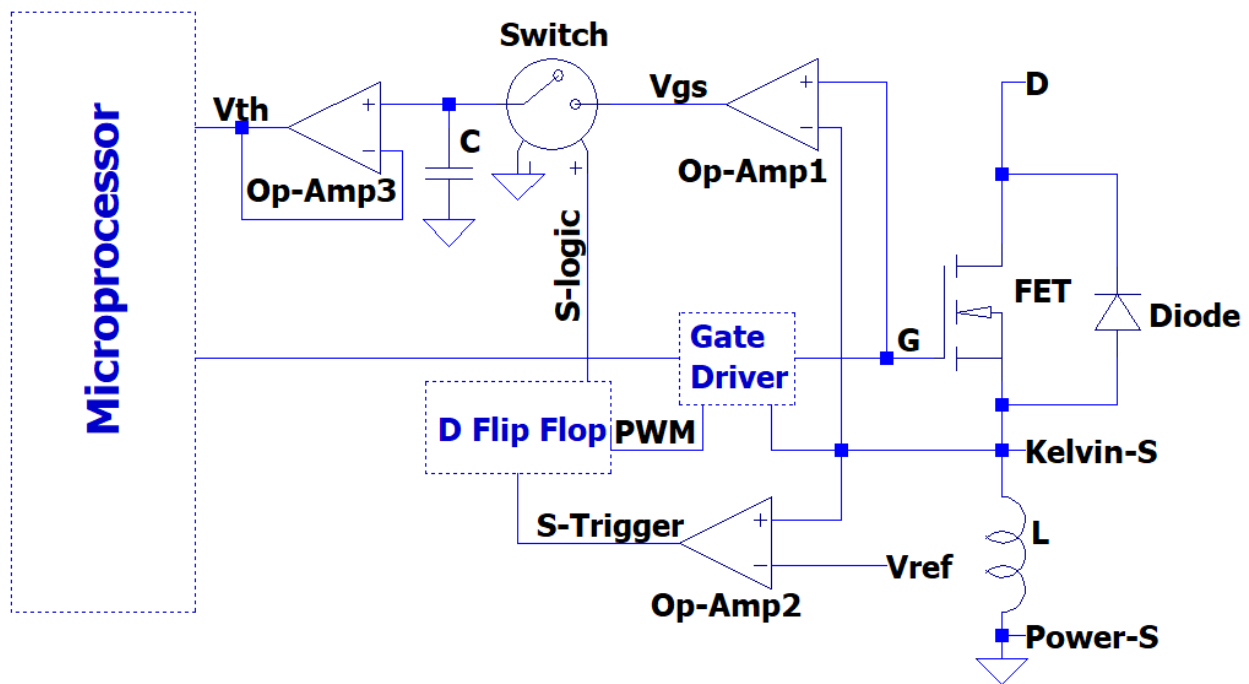 Switch
D
Vgs
Vth
C
+
-
+
-
Op-Amp1
Op-Amp3
-
+
S-logic
Microprocessor
FET
Diode
Gate
Driver
G
D Flip Flop
PWM
Kelvin-S
S-Trigger
+
-
Vref
L
Op-Amp2
Power-S